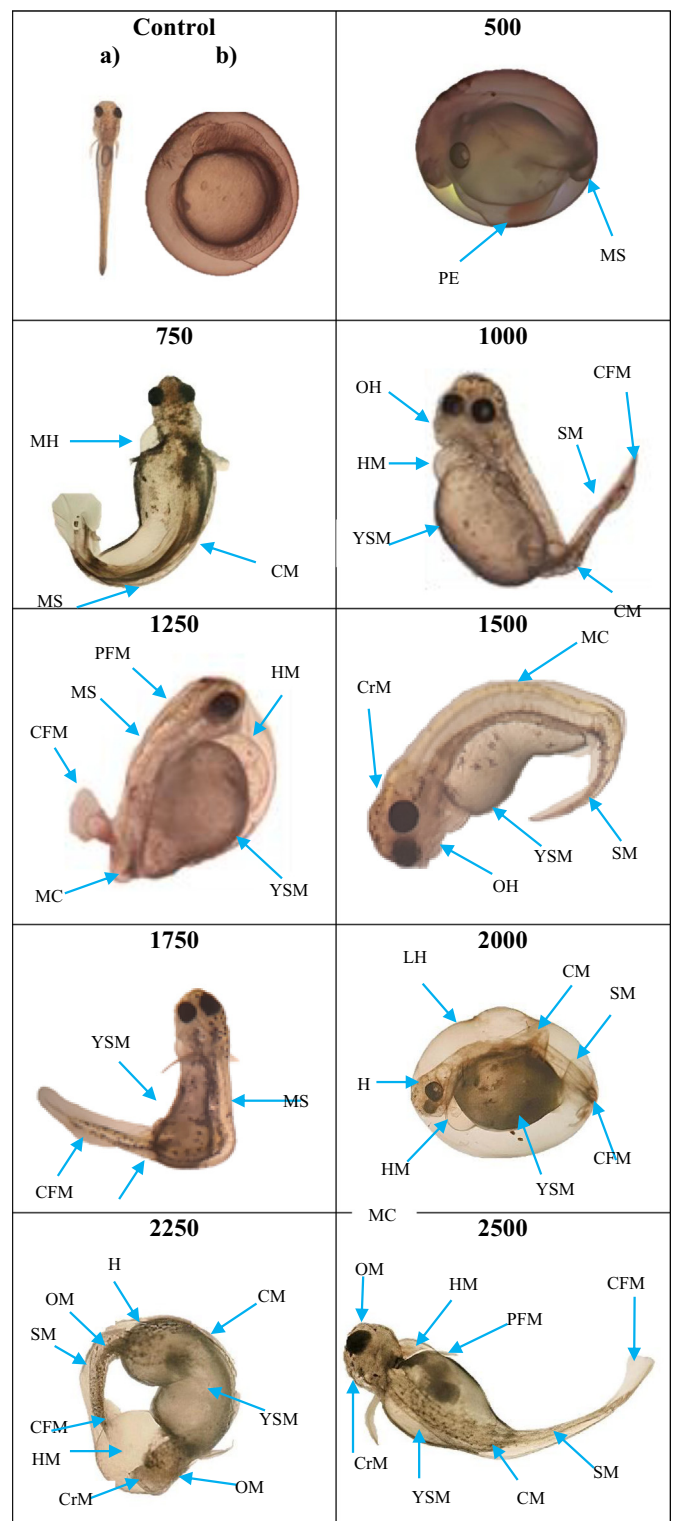 Control
a) b)
500
PE
MS
750
MH
CM
MS
1000
OH
CFM
SM
HM
YSM
CM
1250
PFM
HM
MS
CFM
MC
YSM
1500
MC
CrM
YSM
SM
OH
1750
YSM
MS
CFM
2000
LH
CM
SM
H
HM
CFM
YSM
MC
2250
H
OM
CM
SM
CFM
YSM
HM
CrM
OM
2500
OM
HM
CFM
PFM
CrM
YSM
CM
SM